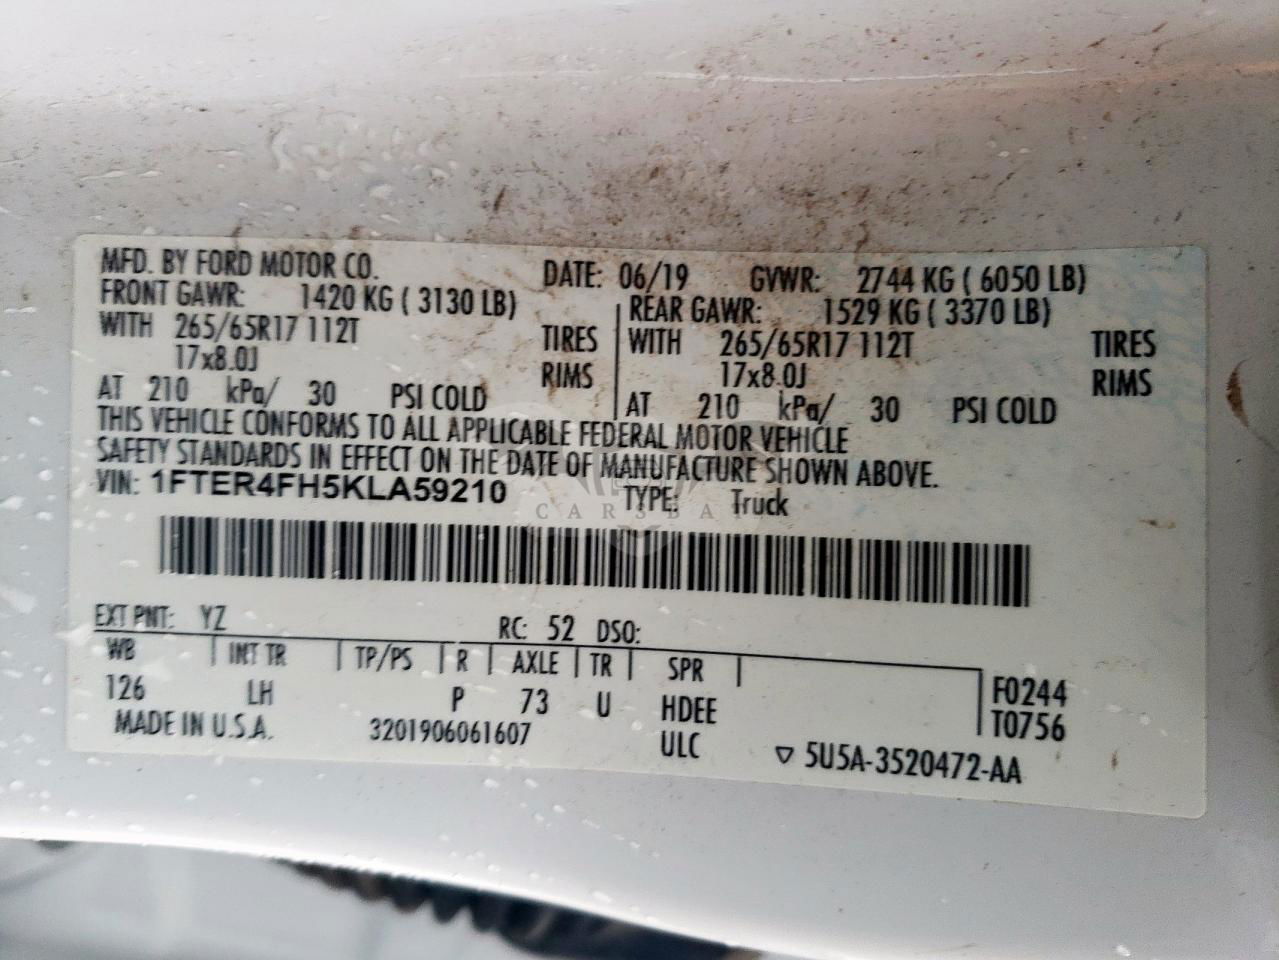 MFD. BY FORD MOTOR CO. DATE: 06/19 GVWR: 2744 KG ( 6050 LB)
FRONT GAWR: 1420 KG ( 3130 LB) REAR GAWR: 1529 KG ( 3370 LB)
WITH 265/65R17 112T TIRES WITH 265/65R17 112T TIRES
17x8.0J RIMS 17x8.0J RIMS
AT 210 kPa/ 30 PSI COLD AT 210 kPa/ 30 PSI COLD
THIS VEHICLE CONFORMS TO ALL APPLICABLE FEDERAL MOTOR VEHICLE
SAFETY STANDARDS IN EFFECT ON THE DATE OF MANUFACTURE SHOWN ABOVE.
VIN: 1FTER4FH5KLA59210 TYPE: Truck
EXT PNT: YZ RC: 52 DSO:
WB INT TR TP/PS R AXLE TR SPR
126 LH P 73 U HDEE F0244
MADE IN U.S.A. 3201906061607 ULC T0756
▽ 5U5A-3520472-AA